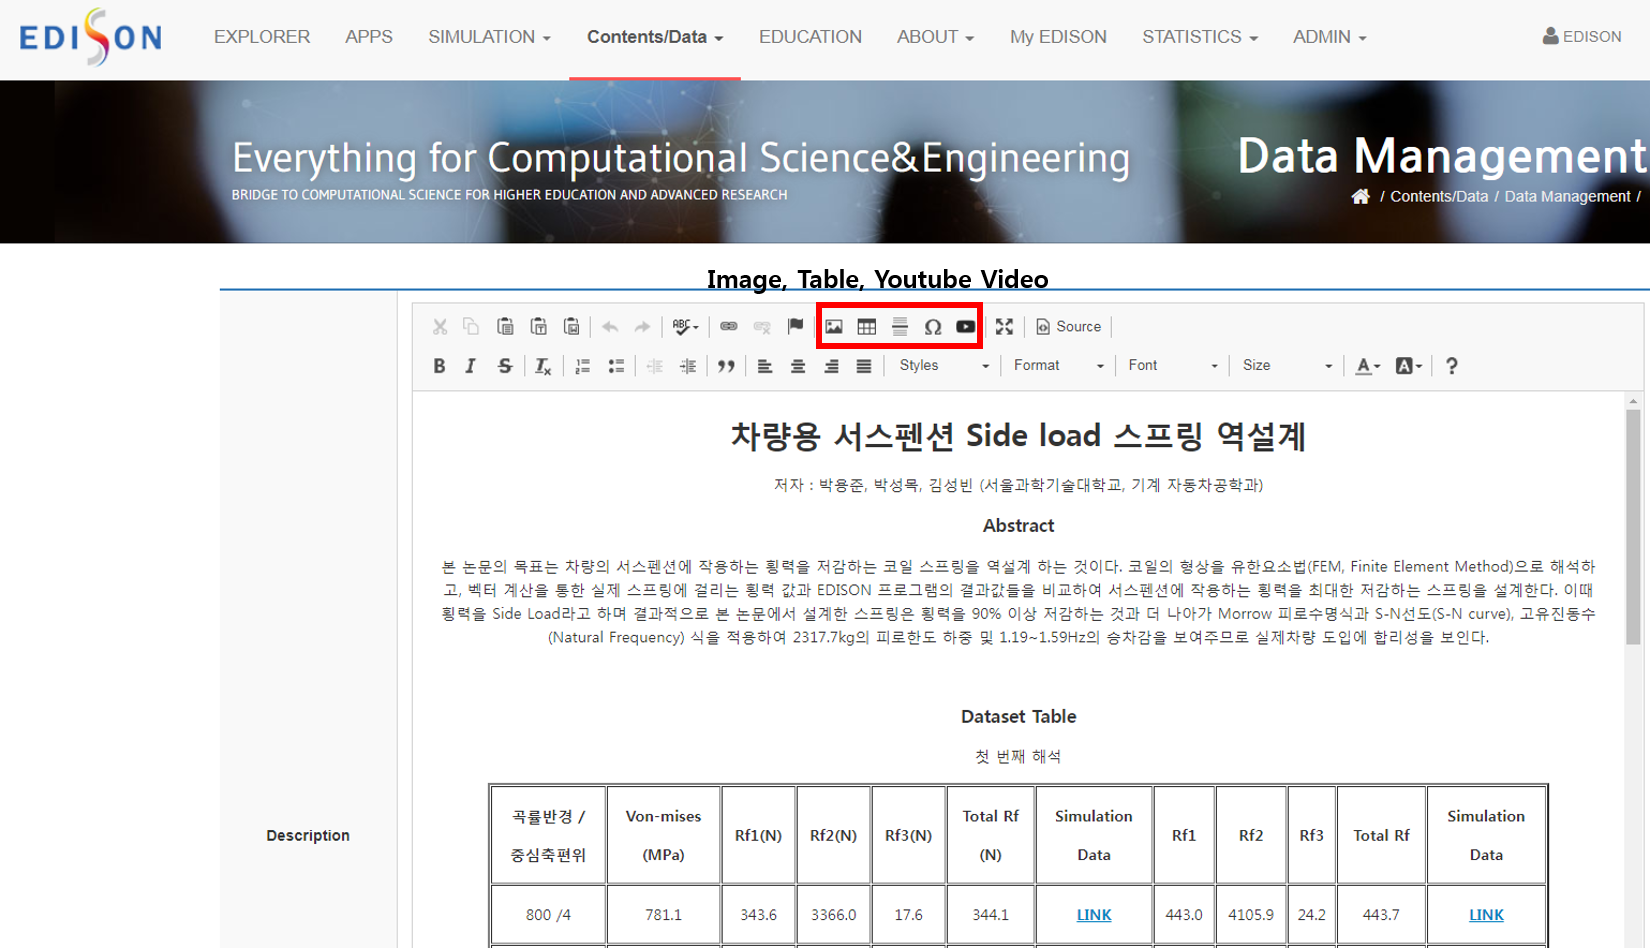 EDISON
EXPLORER APPS SIMULATION Contents/Data EDUCATION ABOUT My EDISON STATISTICS ADMIN EDISON
Everything for Computational Science&Engineering
BRIDGE TO COMPUTATIONAL SCIENCE FOR HIGHER EDUCATION AND ADVANCED RESEARCH
Data Management
/ Contents/Data / Data Management /
Image, Table, Youtube Video
ABC Ω Source
B I S Tx Styles Format Font Size A A ?
차량용 서스펜션 Side load 스프링 역설계
저자 : 박용준, 박성목, 김성빈 (서울과학기술대학교, 기계 자동차공학과)
Abstract
본 논문의 목표는 차량의 서스펜션에 작용하는 횡력을 저감하는 코일 스프링을 역설계 하는 것이다. 코일의 형상을 유한요소법(FEM, Finite Element Method)으로 해석하
고, 벡터 계산을 통한 실제 스프링에 걸리는 횡력 값과 EDISON 프로그램의 결과값들을 비교하여 서스펜션에 작용하는 횡력을 최대한 저감하는 스프링을 설계한다. 이때
횡력을 Side Load라고 하며 결과적으로 본 논문에서 설계한 스프링은 횡력을 90% 이상 저감하는 것과 더 나아가 Morrow 피로수명식과 S-N선도(S-N curve), 고유진동수
(Natural Frequency) 식을 적용하여 2317.7kg의 피로한도 하중 및 1.19~1.59Hz의 승차감을 보여주므로 실제차량 도입에 합리성을 보인다.
Dataset Table
첫 번째 해석
Description
곡률반경 /
중심축편위
Von-mises
(MPa)
Rf1(N)
Rf2(N)
Rf3(N)
Total Rf
(N)
Simulation
Data
Rf1
Rf2
Rf3
Total Rf
Simulation
Data
800 /4 781.1 343.6 3366.0 17.6 344.1 LINK 443.0 4105.9 24.2 443.7 LINK